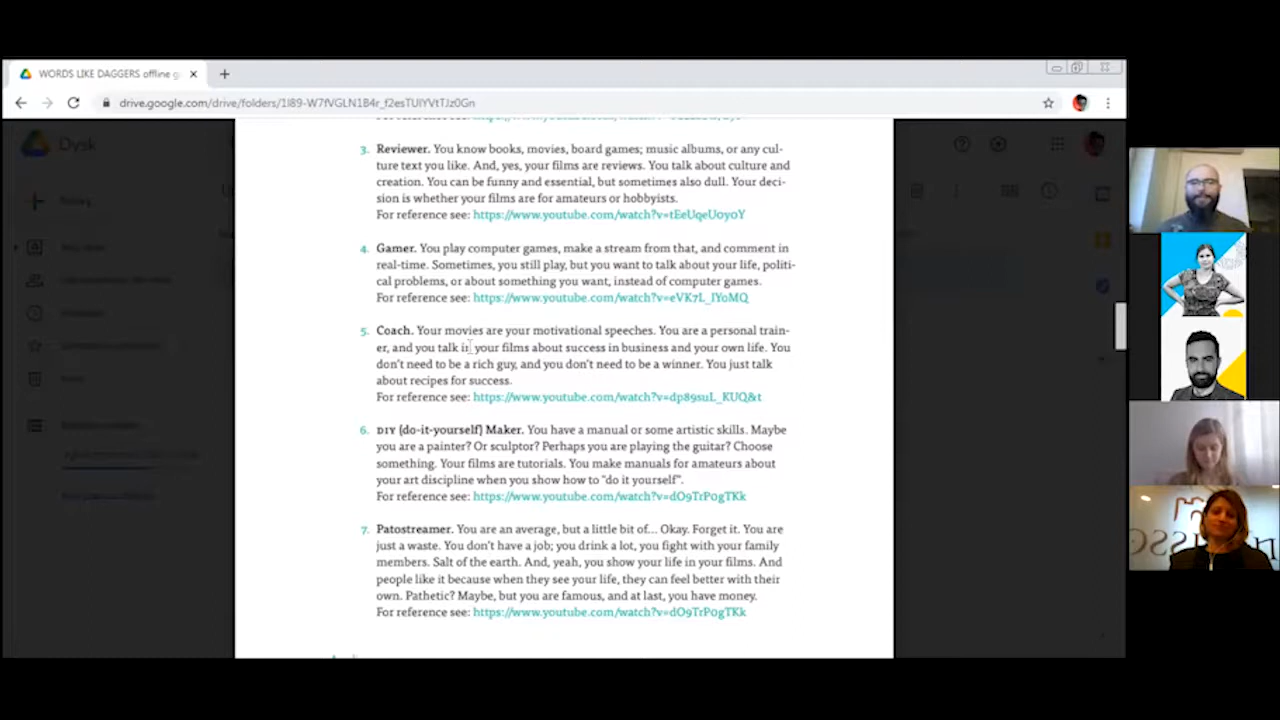 WORDS LIKE DAGGERS offline g
drive.google.com/drive/folders/1I89-W7fVGLN1B4r_f2esTUIYVtTJz0Gn
Dysk
3. Reviewer. You know books, movies, board games; music albums, or any cul-
ture text you like. And, yes, your films are reviews. You talk about culture and
creation. You can be funny and essential, but sometimes also dull. Your deci-
sion is whether your films are for amateurs or hobbyists.
For reference see: https://www.youtube.com/watch?v=tEeUqeU0y0Y
4. Gamer. You play computer games, make a stream from that, and comment in
real-time. Sometimes, you still play, but you want to talk about your life, politi-
cal problems, or about something you want, instead of computer games.
For reference see: https://www.youtube.com/watch?v=eVK7L_IYoMQ
5. Coach. Your movies are your motivational speeches. You are a personal train-
er, and you talk in your films about success in business and your own life. You
don't need to be a rich guy, and you don't need to be a winner. You just talk
about recipes for success.
For reference see: https://www.youtube.com/watch?v=dp89suL_KUQ&t
6. DIY {do-it-yourself} Maker. You have a manual or some artistic skills. Maybe
you are a painter? Or sculptor? Perhaps you are playing the guitar? Choose
something. Your films are tutorials. You make manuals for amateurs about
your art discipline when you show how to "do it yourself".
For reference see: https://www.youtube.com/watch?v=dO9TrP0gTKk
7. Patostreamer. You are an average, but a little bit of... Okay. Forget it. You are
just a waste. You don't have a job; you drink a lot, you fight with your family
members. Salt of the earth. And, yeah, you show your life in your films. And
people like it because when they see your life, they can feel better with their
own. Pathetic? Maybe, but you are famous, and at last, you have money.
For reference see: https://www.youtube.com/watch?v=dO9TrP0gTKk